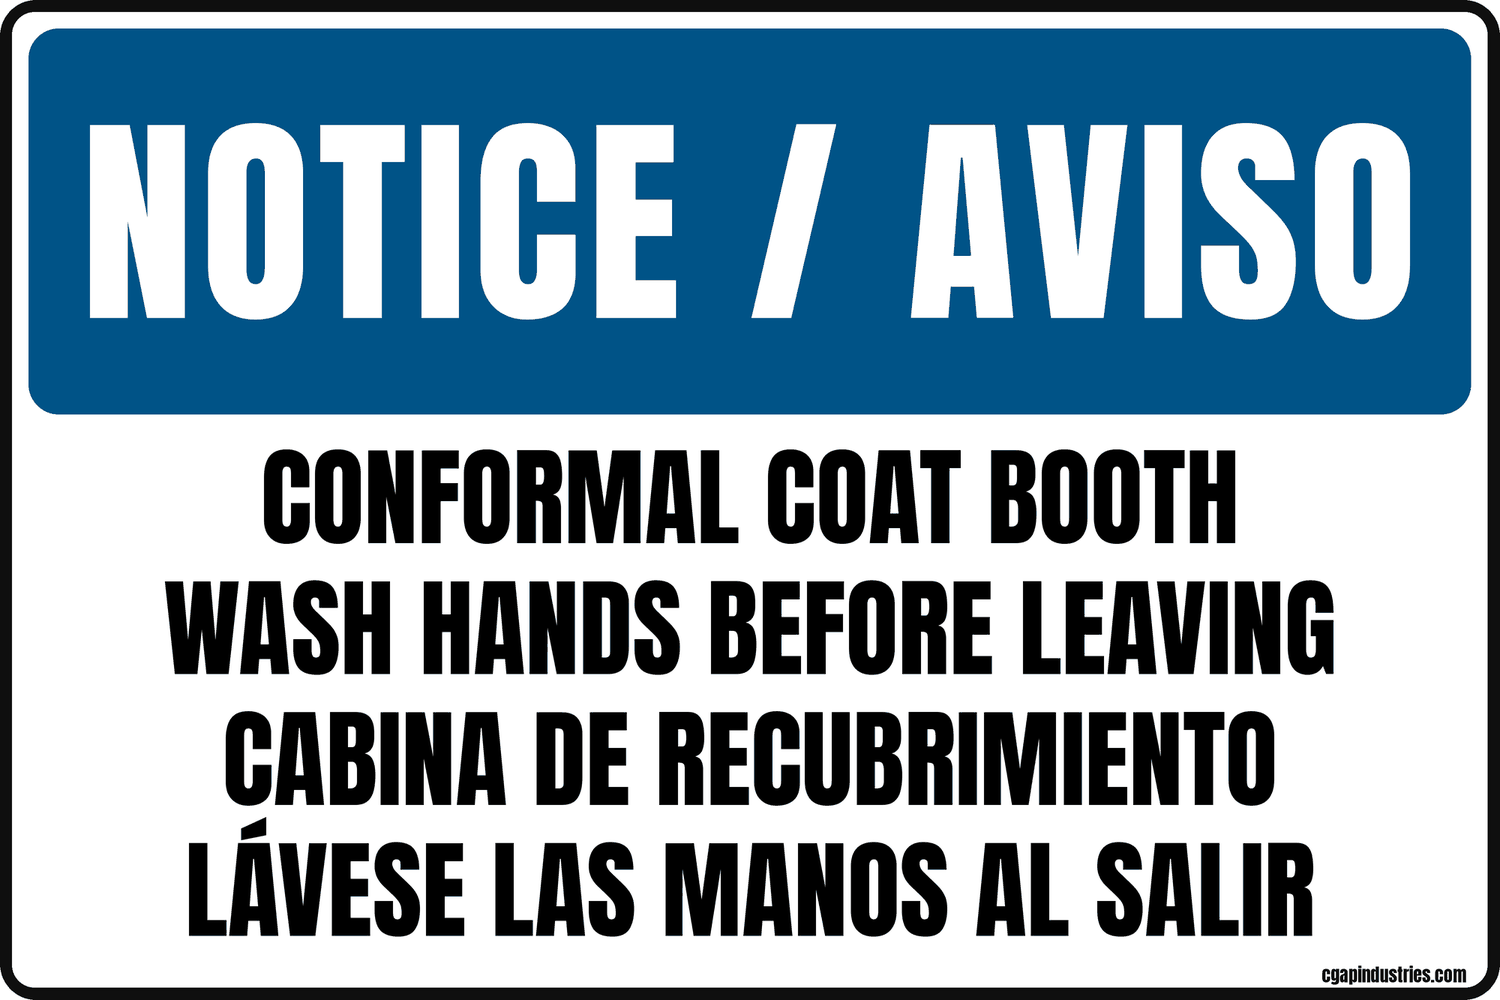 NOTICE / AVISO
CONFORMAL COAT BOOTH
WASH HANDS BEFORE LEAVING
CABINA DE RECUBRIMIENTO
LÁVESE LAS MANOS AL SALIR
cgapindustries.com